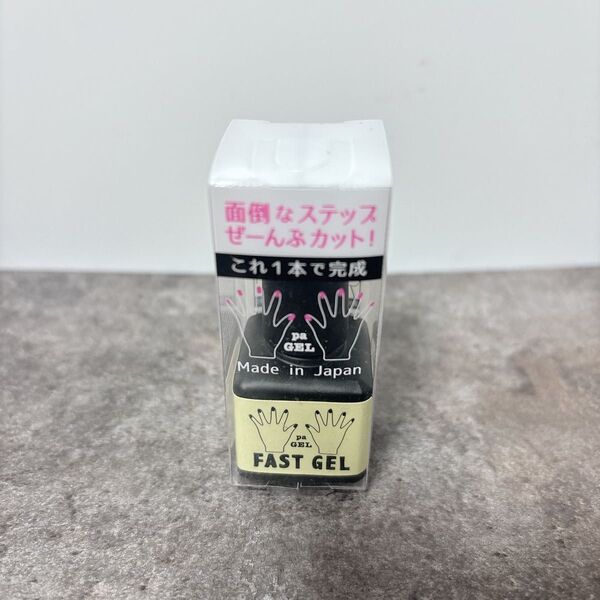 面倒なステップ
ぜーんぶカット!
これ1本で完成
pa
GEL
Made in Japan
pa
GEL
FAST GEL